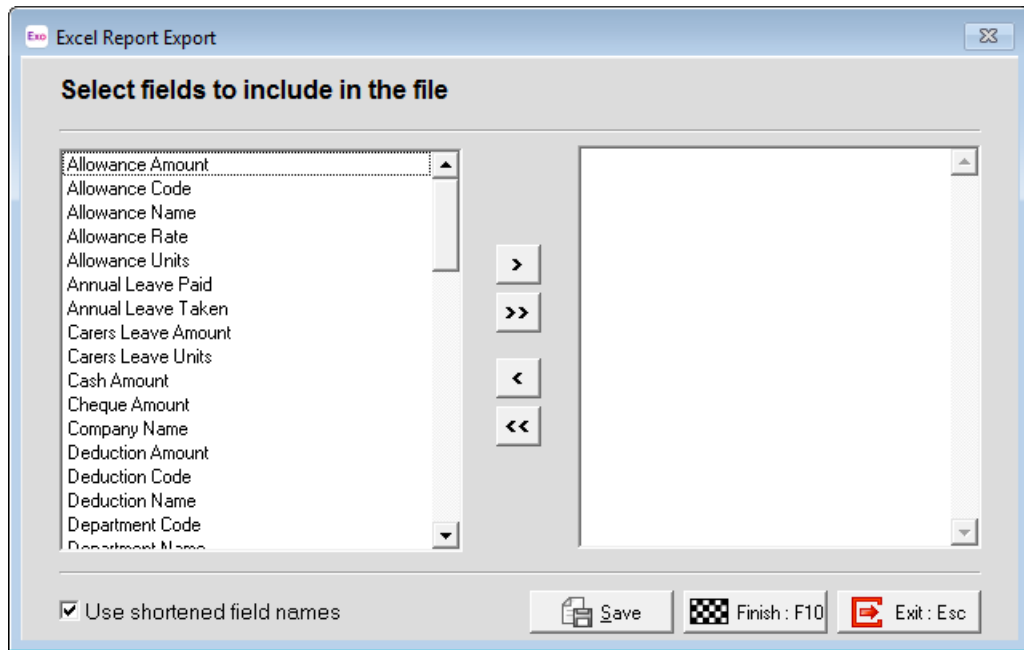 Exo Excel Report Export
Select fields to include in the file
Allowance Amount
Allowance Code
Allowance Name
Allowance Rate
Allowance Units
Annual Leave Paid
Annual Leave Taken
Carers Leave Amount
Carers Leave Units
Cash Amount
Cheque Amount
Company Name
Deduction Amount
Deduction Code
Deduction Name
Department Code
Department Name
>
>>
<
<<
Use shortened field names
Save
Finish : F10
Exit : Esc